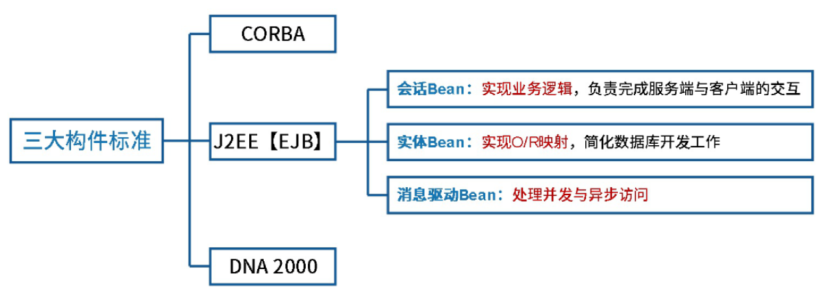 三大构件标准
CORBA
J2EE【EJB】
会话Bean：实现业务逻辑，负责完成服务端与客户端的交互
实体Bean：实现O/R映射，简化数据库开发工作
消息驱动Bean：处理并发与异步访问
DNA 2000